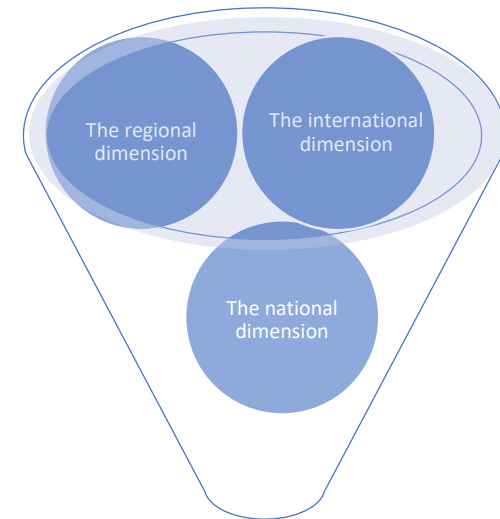 The regional
dimension
The international
dimension
The national
dimension